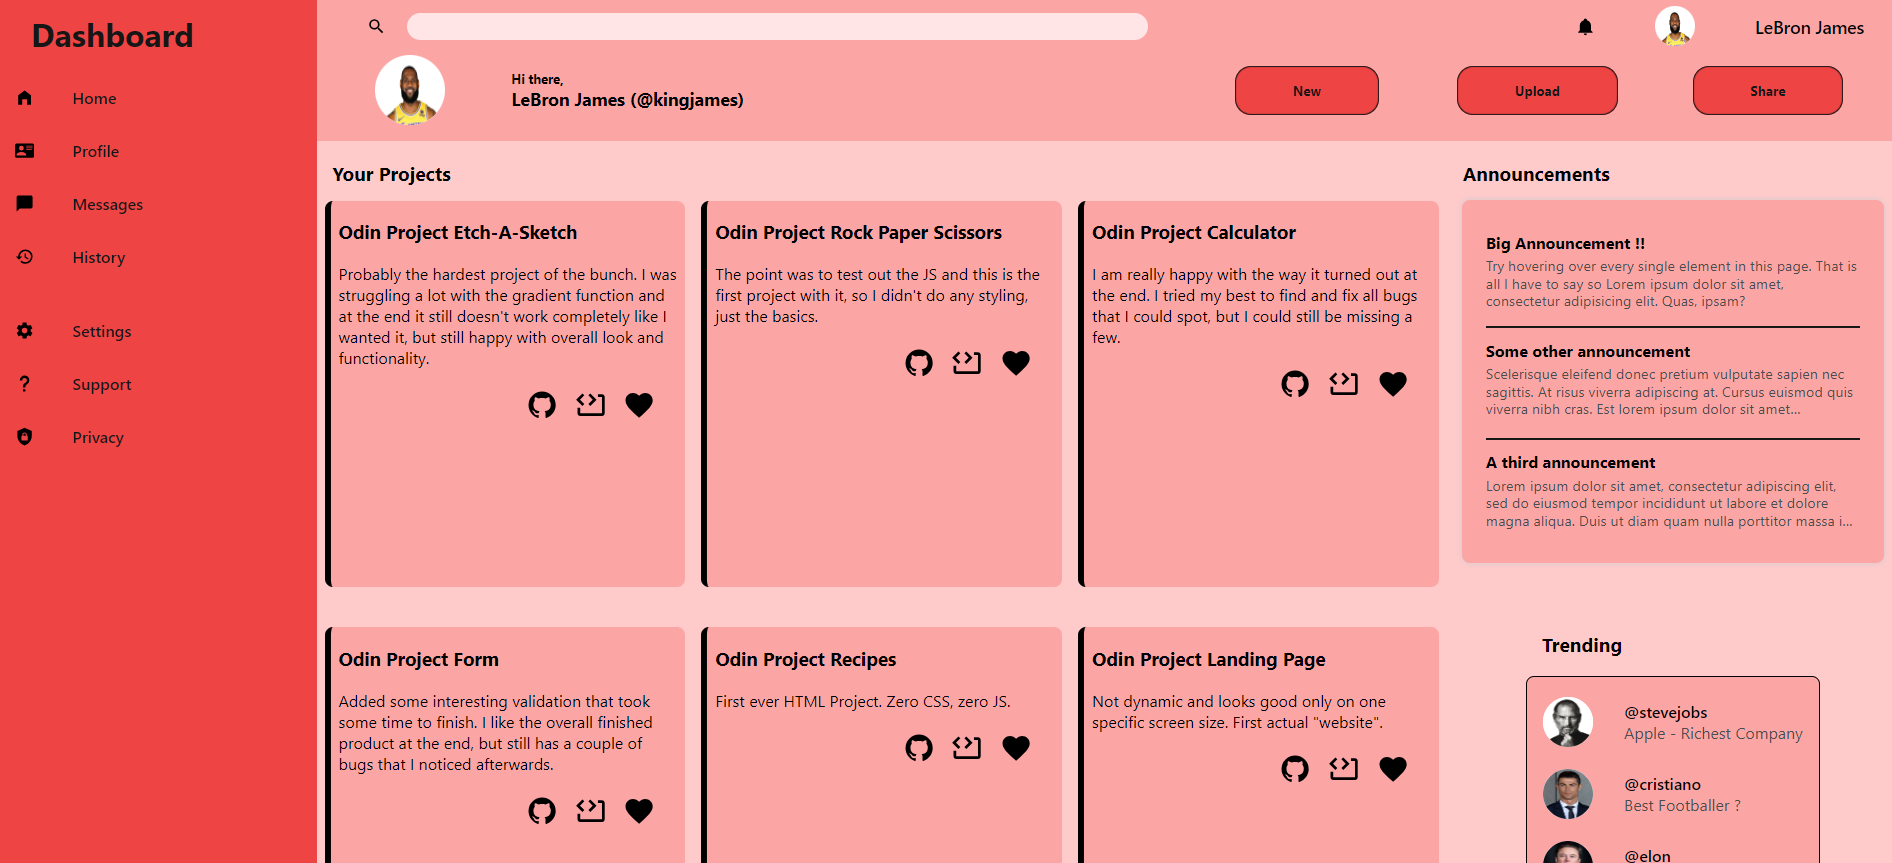 Dashboard
Home
Profile
Messages
History
Settings
Support
Privacy
LeBron James
Hi there,
LeBron James (@kingjames)
New
Upload
Share
Your Projects
Odin Project Etch-A-Sketch
Probably the hardest project of the bunch. I was
struggling a lot with the gradient function and
at the end it still doesn't work completely like I
wanted it, but still happy with overall look and
functionality.
Odin Project Rock Paper Scissors
The point was to test out the JS and this is the
first project with it, so I didn't do any styling,
just the basics.
Odin Project Calculator
I am really happy with the way it turned out at
the end. I tried my best to find and fix all bugs
that I could spot, but I could still be missing a
few.
Odin Project Form
Added some interesting validation that took
some time to finish. I like the overall finished
product at the end, but still has a couple of
bugs that I noticed afterwards.
Odin Project Recipes
First ever HTML Project. Zero CSS, zero JS.
Odin Project Landing Page
Not dynamic and looks good only on one
specific screen size. First actual "website".
Announcements
Big Announcement !!
Try hovering over every single element in this page. That is
all I have to say so Lorem ipsum dolor sit amet,
consectetur adipisicing elit. Quas, ipsam?
Some other announcement
Scelerisque eleifend donec pretium vulputate sapien nec
sagittis. At risus viverra adipiscing at. Cursus euismod quis
viverra nibh cras. Est lorem ipsum dolor sit amet...
A third announcement
Lorem ipsum dolor sit amet, consectetur adipiscing elit,
sed do eiusmod tempor incididunt ut labore et dolore
magna aliqua. Duis ut diam quam nulla porttitor massa i...
Trending
@stevejobs
Apple - Richest Company
@cristiano
Best Footballer ?
@elon